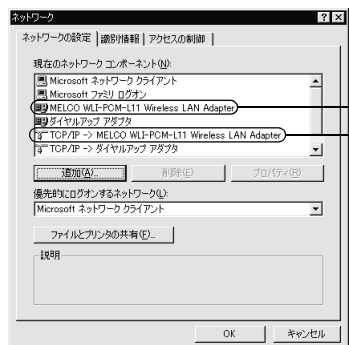 ネットワーク
ネットワークの設定 識別情報 アクセスの制御
現在のネットワーク コンポーネント(N):
Microsoft ネットワーク クライアント
Microsoft ファミリ ログオン
MELCO WLI-PCM-L11 Wireless LAN Adapter
ダイヤルアップ アダプタ
TCP/IP -> MELCO WLI-PCM-L11 Wireless LAN Adapter
TCP/IP -> ダイヤルアップ アダプタ
追加(A)... 削除(E) プロパティ(R)
優先的にログオンするネットワーク(L):
Microsoft ネットワーク クライアント
ファイルとプリンタの共有(F)...
説明
OK キャンセル